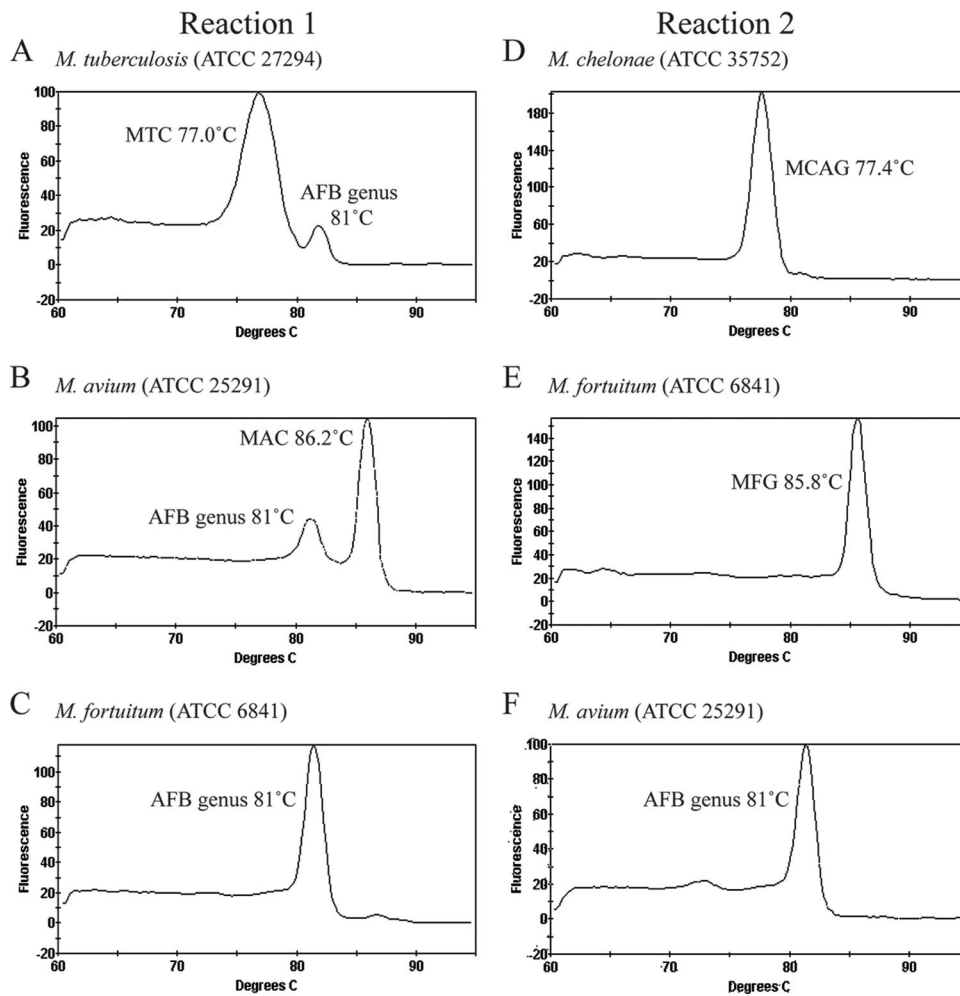 Reaction 1
A M. tuberculosis (ATCC 27294)
100
80
60
40
20
0
-20
Fluorescence
MTC 77.0˚C
AFB genus
81˚C
60 70 80 90
Degrees C
B M. avium (ATCC 25291)
100
80
60
40
20
0
-20
Fluorescence
MAC 86.2˚C
AFB genus 81˚C
60 70 80 90
Degrees C
C M. fortuitum (ATCC 6841)
100
80
60
40
20
0
-20
Fluorescence
AFB genus 81˚C
60 70 80 90
Degrees C
Reaction 2
D M. chelonae (ATCC 35752)
180
140
100
60
20
-20
Fluorescence
MCAG 77.4˚C
60 70 80 90
Degrees C
E M. fortuitum (ATCC 6841)
140
120
100
80
60
40
20
0
-20
Fluorescence
MFG 85.8˚C
60 70 80 90
Degrees C
F M. avium (ATCC 25291)
100
80
60
40
20
0
-20
Fluorescence
AFB genus 81˚C
60 70 80 90
Degrees C